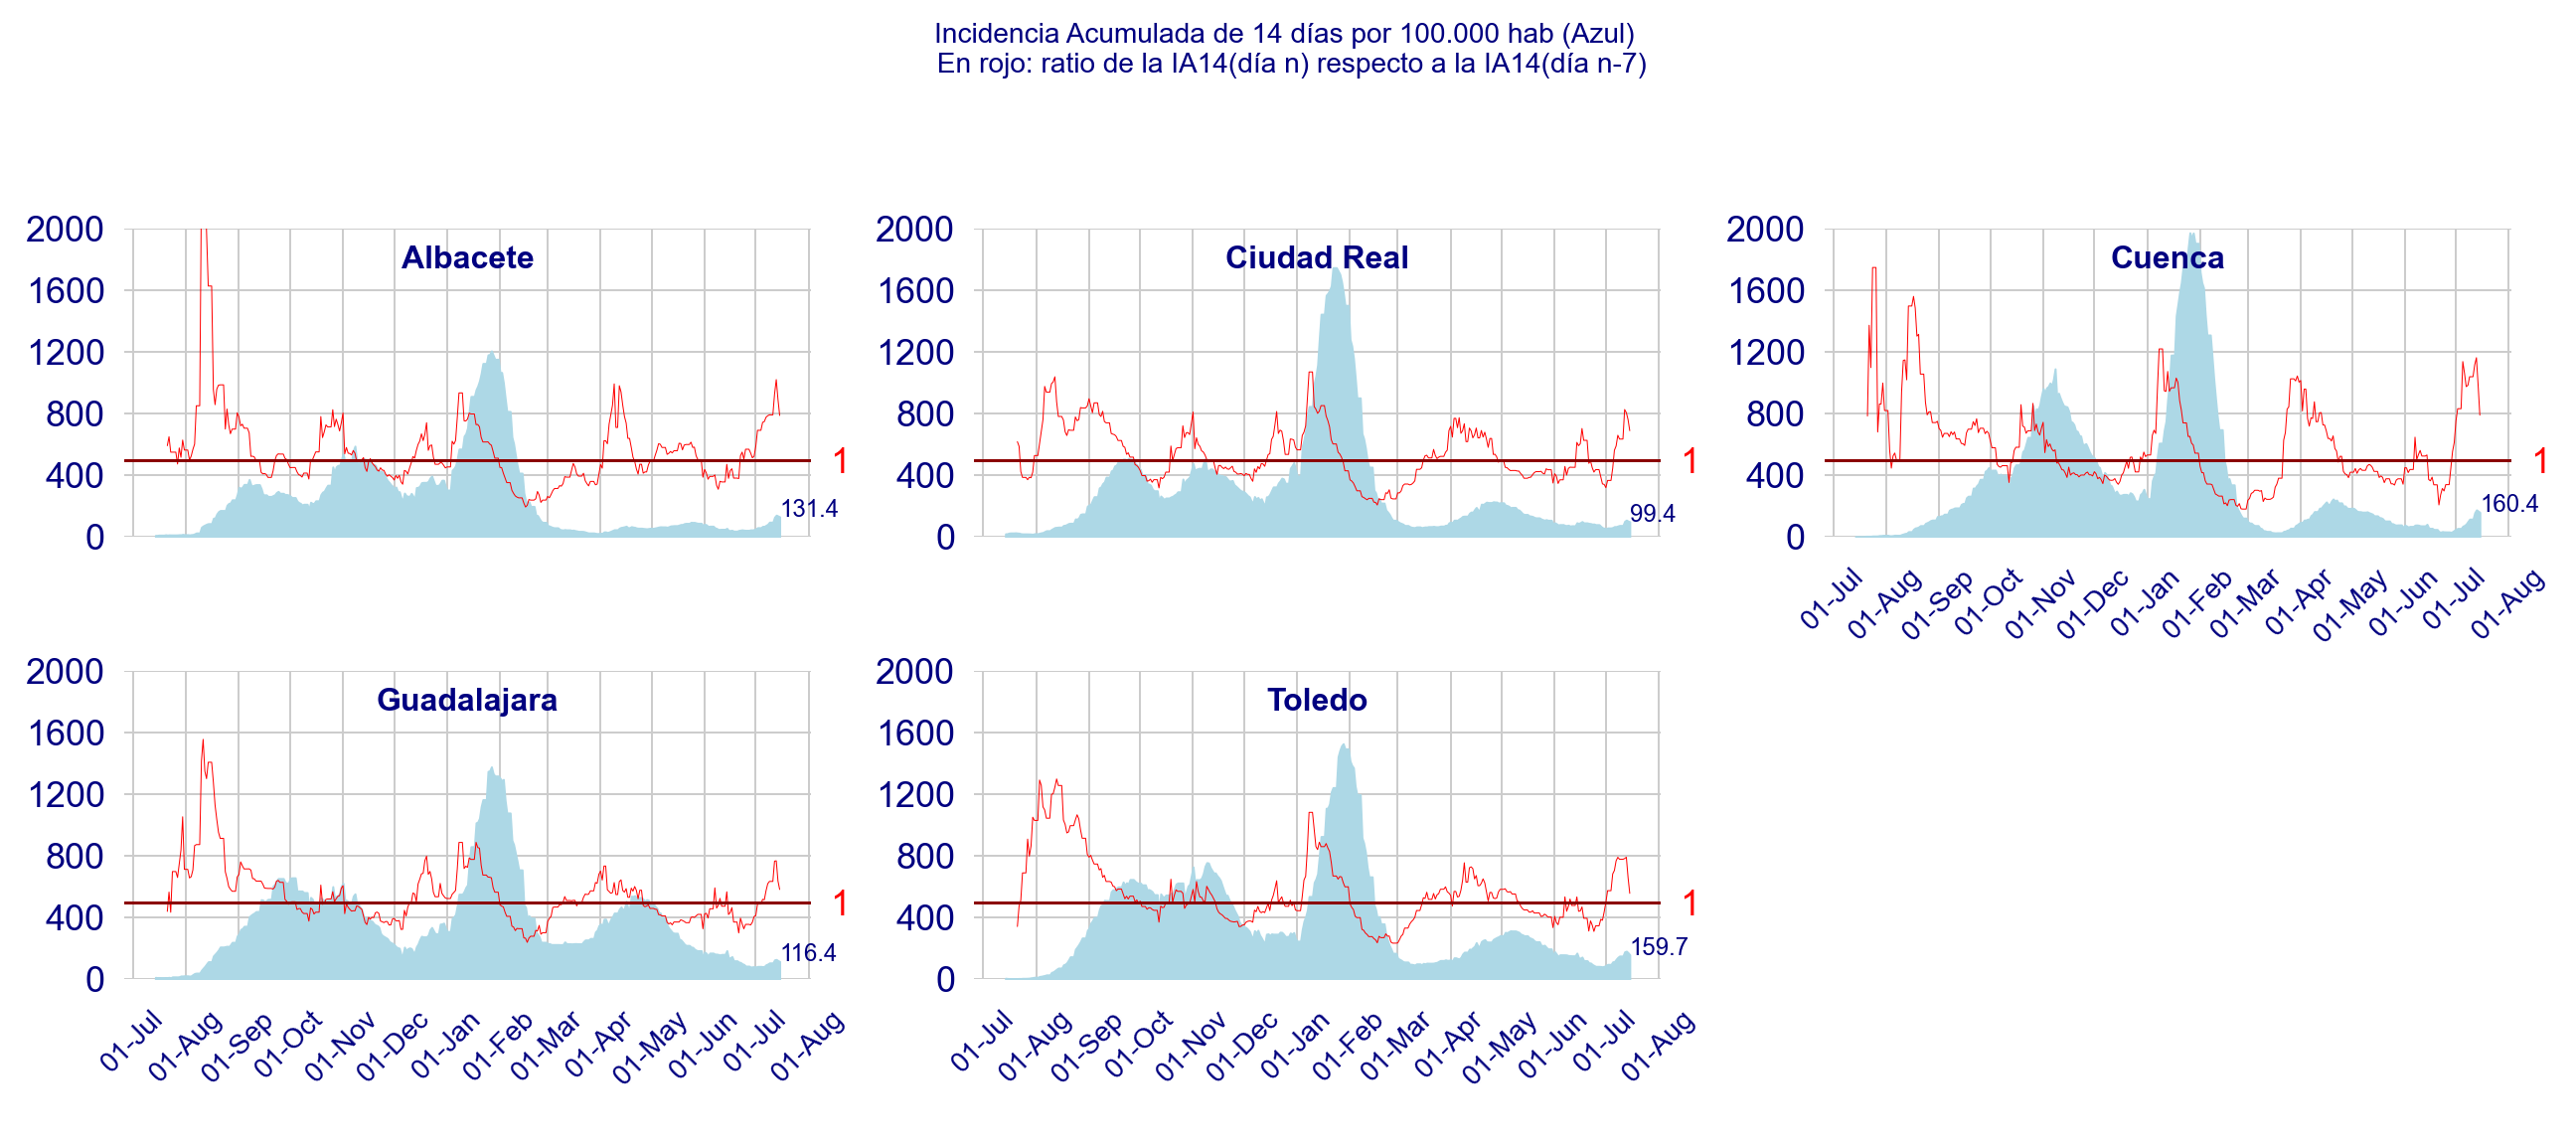 Incidencia Acumulada de 14 días por 100.000 hab (Azul)
En rojo: ratio de la IA14(día n) respecto a la IA14(día n-7)
Albacete
2000
1600
1200
800
400
0
1
131.4
Ciudad Real
2000
1600
1200
800
400
0
1
99.4
Cuenca
2000
1600
1200
800
400
0
1
160.4
01-Jul
01-Aug
01-Sep
01-Oct
01-Nov
01-Dec
01-Jan
01-Feb
01-Mar
01-Apr
01-May
01-Jun
01-Jul
01-Aug
Guadalajara
2000
1600
1200
800
400
0
1
116.4
01-Jul
01-Aug
01-Sep
01-Oct
01-Nov
01-Dec
01-Jan
01-Feb
01-Mar
01-Apr
01-May
01-Jun
01-Jul
01-Aug
Toledo
2000
1600
1200
800
400
0
1
159.7
01-Jul
01-Aug
01-Sep
01-Oct
01-Nov
01-Dec
01-Jan
01-Feb
01-Mar
01-Apr
01-May
01-Jun
01-Jul
01-Aug